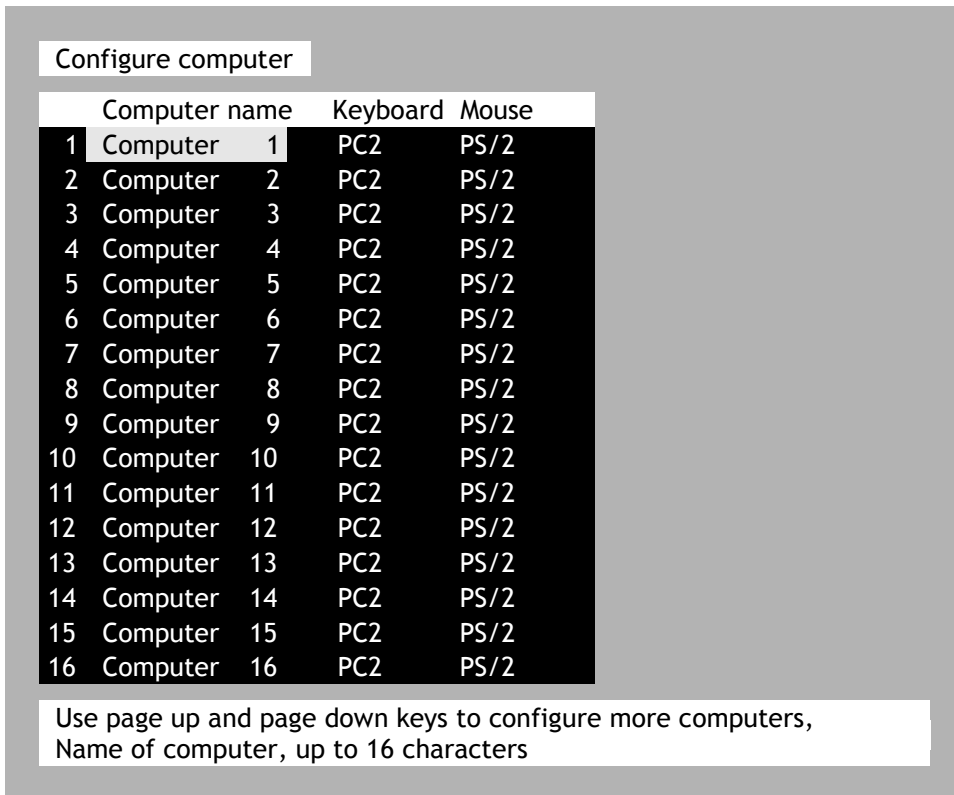 Configure computer
Computer name Keyboard Mouse
1 Computer 1 PC2 PS/2
2 Computer 2 PC2 PS/2
3 Computer 3 PC2 PS/2
4 Computer 4 PC2 PS/2
5 Computer 5 PC2 PS/2
6 Computer 6 PC2 PS/2
7 Computer 7 PC2 PS/2
8 Computer 8 PC2 PS/2
9 Computer 9 PC2 PS/2
10 Computer 10 PC2 PS/2
11 Computer 11 PC2 PS/2
12 Computer 12 PC2 PS/2
13 Computer 13 PC2 PS/2
14 Computer 14 PC2 PS/2
15 Computer 15 PC2 PS/2
16 Computer 16 PC2 PS/2
Use page up and page down keys to configure more computers,
Name of computer, up to 16 characters